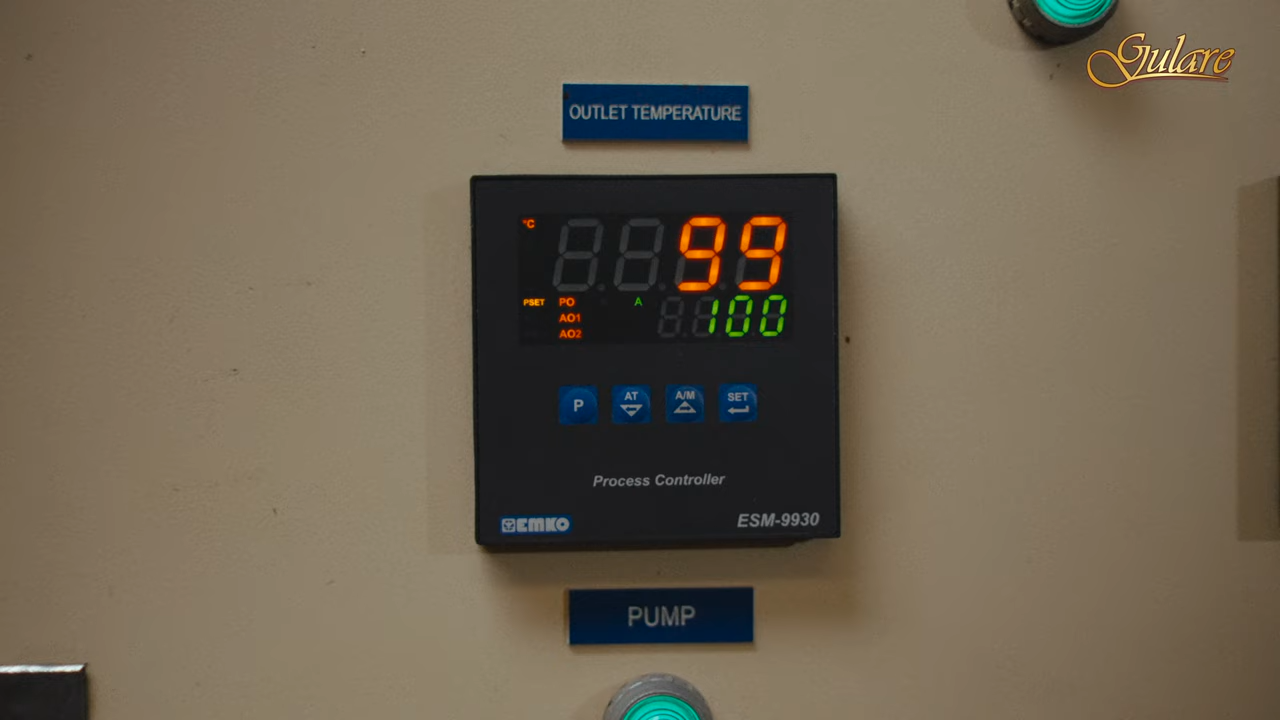 Gulare
OUTLET TEMPERATURE
°C
99
PSET PO A
100
AO1
AO2
P
AT
A/M
SET
Process Controller
EMKO
ESM-9930
PUMP